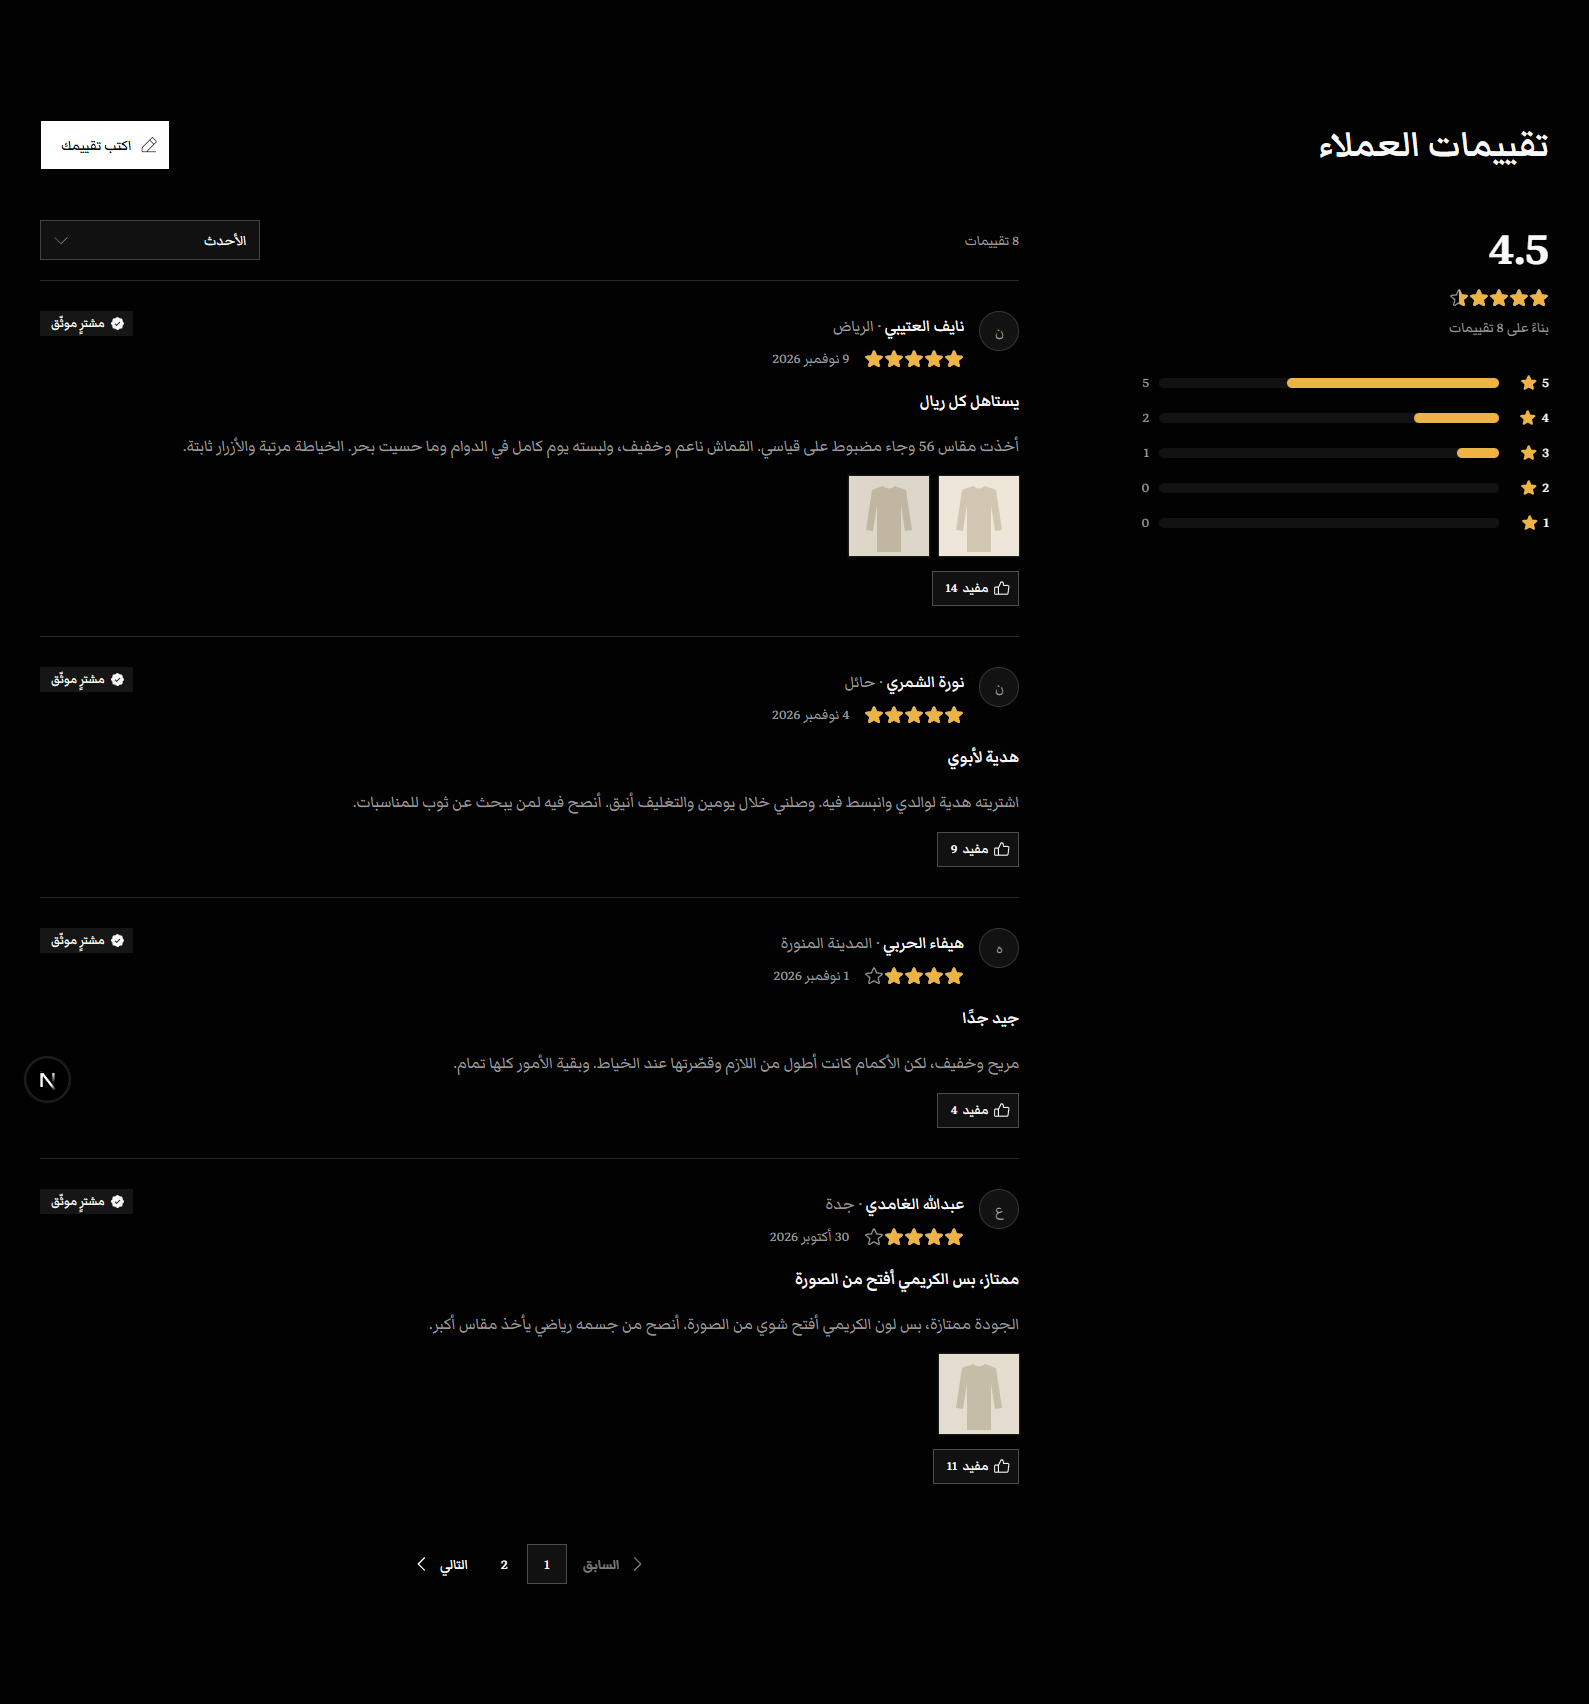 تقييمات العملاء
اكتب تقييمك
4.5
بناءً على 8 تقييمات
5 5
4 2
3 1
2 0
1 0
8 تقييمات
الأحدث
ن
نايف العتيبي · الرياض
9 نوفمبر 2026
مشترٍ موثّق
يستاهل كل ريال
أخذت مقاس 56 وجاء مضبوط على قياسي. القماش ناعم وخفيف، ولبسته يوم كامل في الدوام وما حسيت بحر. الخياطة مرتبة والأزرار ثابتة.
مفيد 14
ن
نورة الشمري · حائل
4 نوفمبر 2026
مشترٍ موثّق
هدية لأبوي
اشتريته هدية لوالدي وانبسط فيه. وصلني خلال يومين والتغليف أنيق. أنصح فيه لمن يبحث عن ثوب للمناسبات.
مفيد 9
ه
هيفاء الحربي · المدينة المنورة
1 نوفمبر 2026
مشترٍ موثّق
جيد جدًا
مريح وخفيف، لكن الأكمام كانت أطول من اللازم وقصّرتها عند الخياط. وبقية الأمور كلها تمام.
مفيد 4
ع
عبدالله الغامدي · جدة
30 أكتوبر 2026
مشترٍ موثّق
ممتاز، بس الكريمي أفتح من الصورة
الجودة ممتازة، بس لون الكريمي أفتح شوي من الصورة. أنصح من جسمه رياضي يأخذ مقاس أكبر.
مفيد 11
السابق 1 2 التالي
N